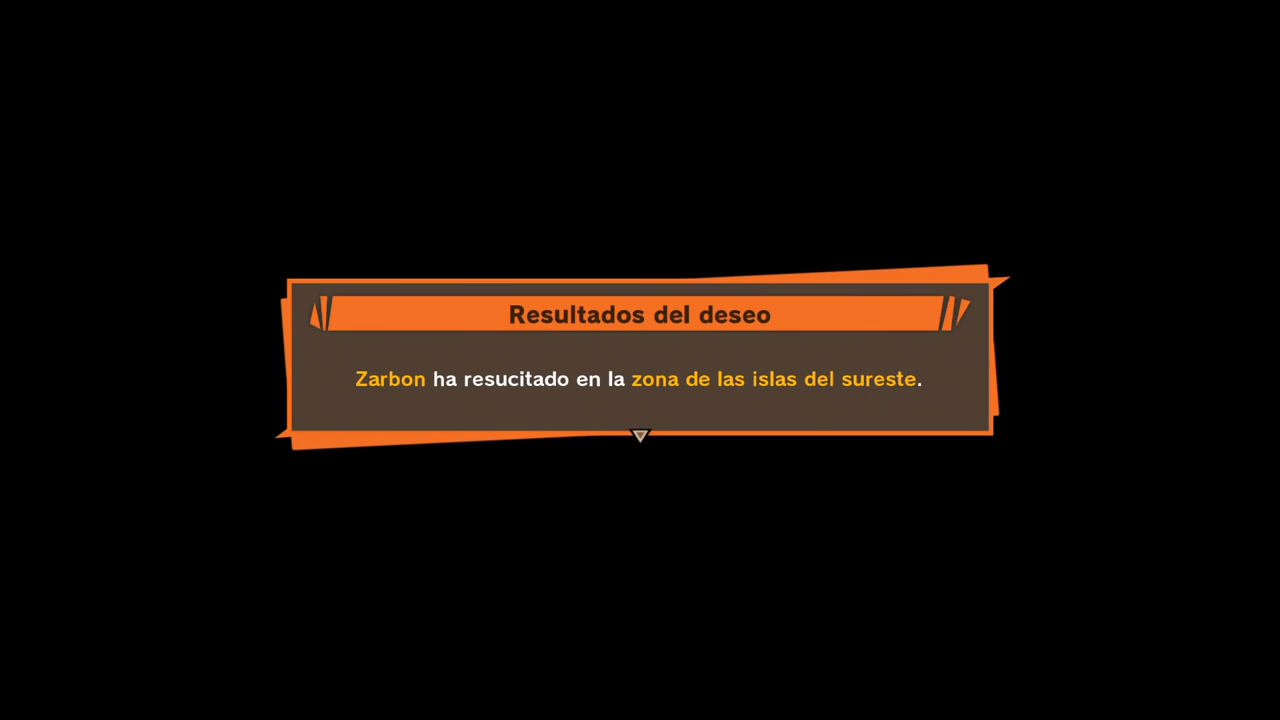 Resultados del deseo
Zarbon ha resucitado en la zona de las islas del sureste.